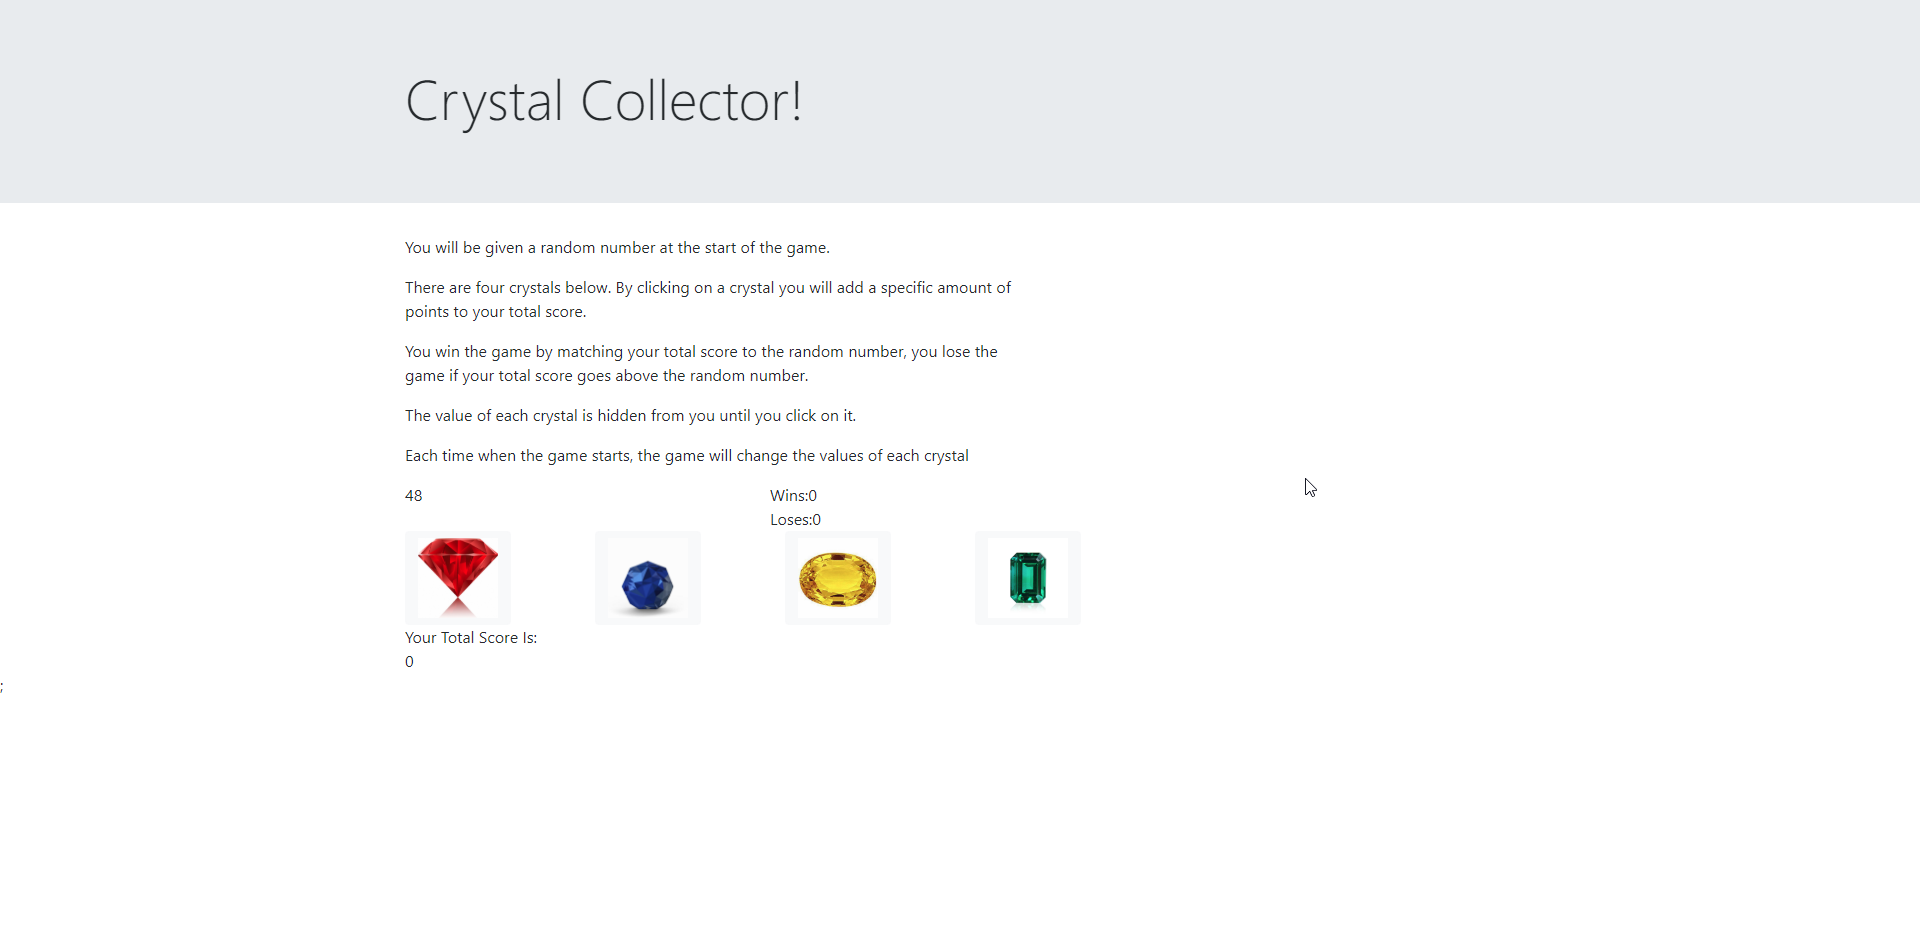 Crystal Collector!
You will be given a random number at the start of the game.
There are four crystals below. By clicking on a crystal you will add a specific amount of
points to your total score.
You win the game by matching your total score to the random number, you lose the
game if your total score goes above the random number.
The value of each crystal is hidden from you until you click on it.
Each time when the game starts, the game will change the values of each crystal
48
Wins:0
Loses:0
Your Total Score Is:
0
;